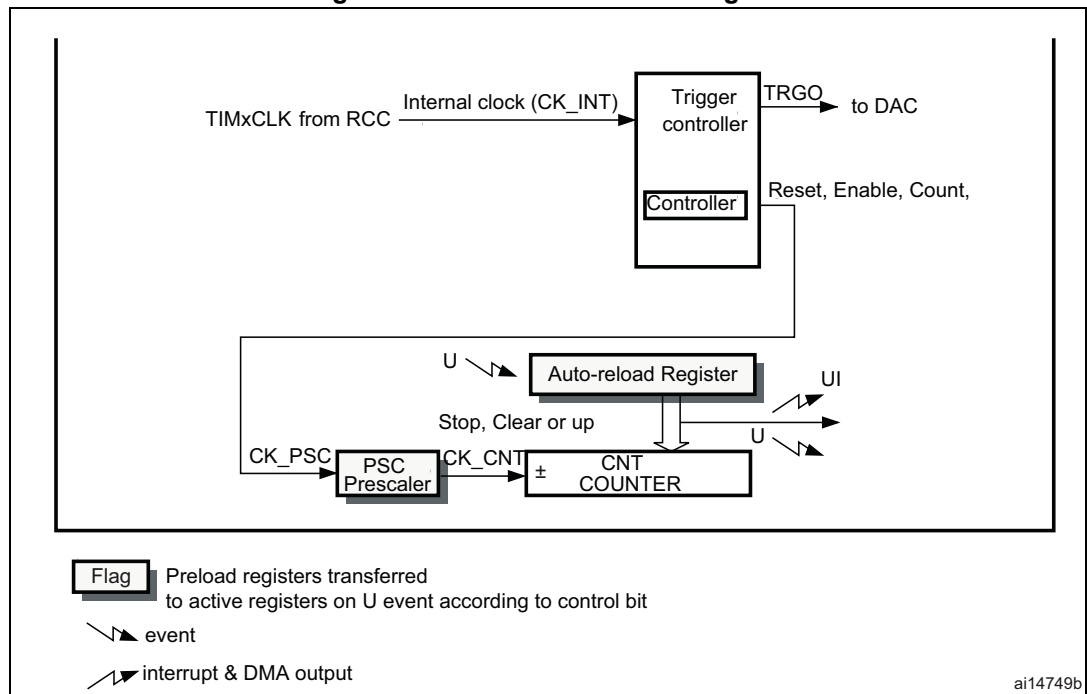 Trigger
controller
TRGO
to DAC
Internal clock (CK_INT)
TIMxCLK from RCC
Controller
Reset, Enable, Count,
U
Auto-reload Register
UI
Stop, Clear or up
U
CK_PSC
PSC
Prescaler
CK_CNT
±
CNT
COUNTER
Flag
Preload registers transferred
to active registers on U event according to control bit
event
interrupt & DMA output
ai14749b